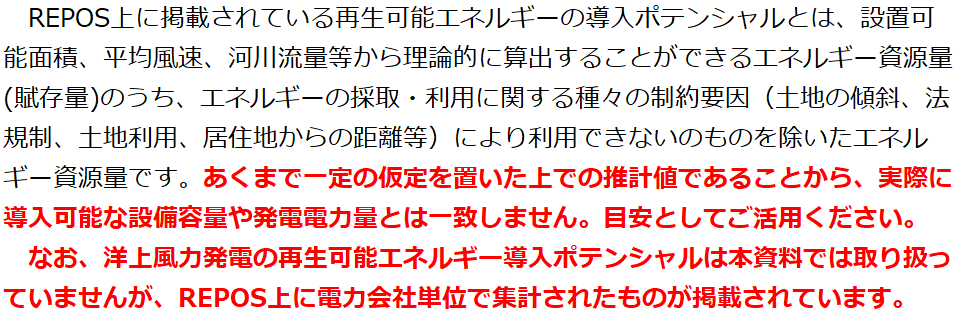 REPOS上に掲載されている再生可能エネルギーの導入ポテンシャルとは、設置可
能面積、平均風速、河川流量等から理論的に算出することができるエネルギー資源量
(賦存量)のうち、エネルギーの採取・利用に関する種々の制約要因（土地の傾斜、法
規制、土地利用、居住地からの距離等）により利用できないのものを除いたエネル
ギー資源量です。あくまで一定の仮定を置いた上での推計値であることから、実際に
導入可能な設備容量や発電電力量とは一致しません。目安としてご活用ください。
　なお、洋上風力発電の再生可能エネルギー導入ポテンシャルは本資料では取り扱っ
ていませんが、REPOS上に電力会社単位で集計されたものが掲載されています。